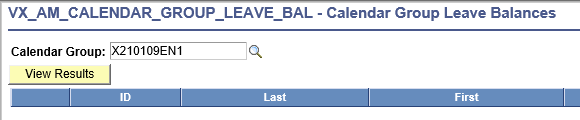 VX_AM_CALENDAR_GROUP_LEAVE_BAL - Calendar Group Leave Balances
Calendar Group: X210109EN1
View Results
ID Last First